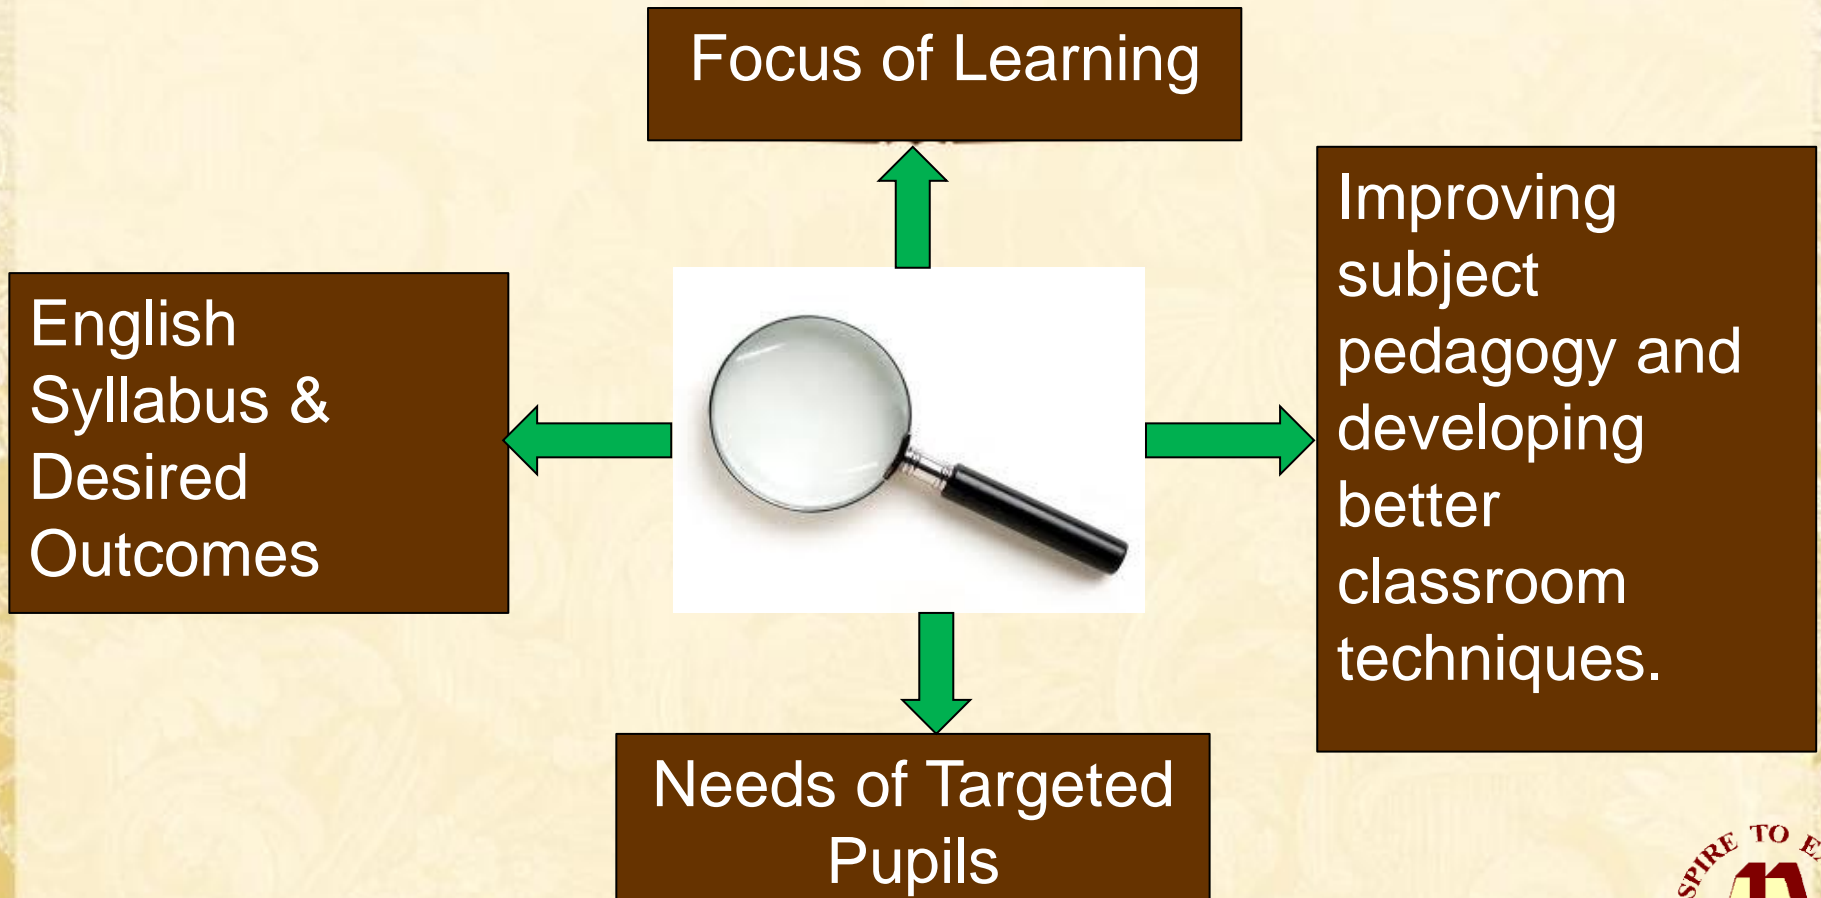 Focus of Learning
English
Syllabus &
Desired
Outcomes
Improving
subject
pedagogy and
developing
better
classroom
techniques.
Needs of Targeted
Pupils
TO